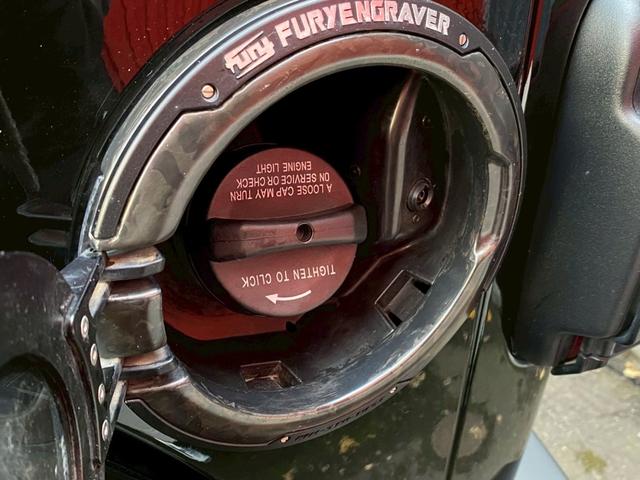 fury FURYENGRAVER
A LOOSE CAP MAY TURN
ON SERVICE OR CHECK
ENGINE LIGHT
TIGHTEN TO CLICK